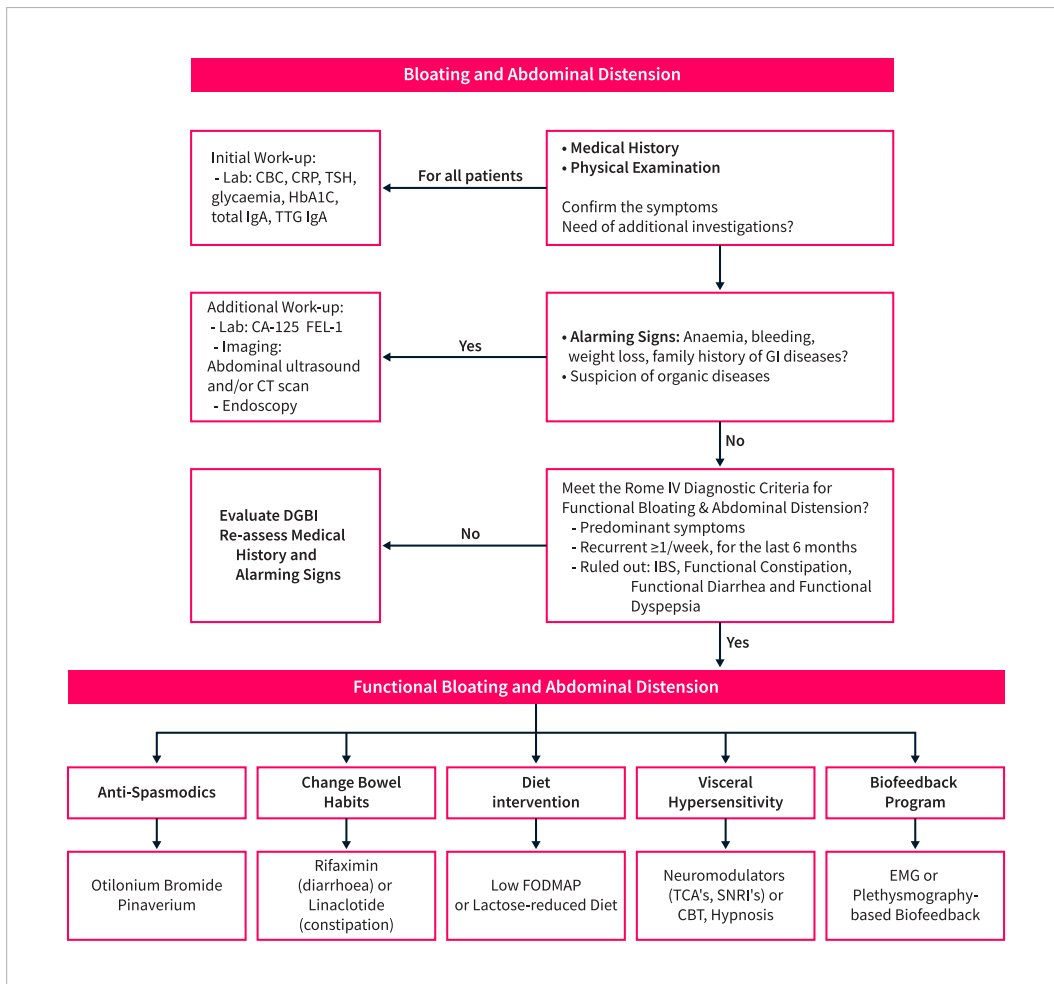 Bloating and Abdominal Distension
Initial Work-up:
- Lab: CBC, CRP, TSH,
glycaemia, HbA1C,
total IgA, TTG IgA
For all patients
• Medical History
• Physical Examination
Confirm the symptoms
Need of additional investigations?
Additional Work-up:
- Lab: CA-125 FEL-1
- Imaging:
Abdominal ultrasound
and/or CT scan
- Endoscopy
Yes
• Alarming Signs: Anaemia, bleeding,
weight loss, family history of GI diseases?
• Suspicion of organic diseases
No
Evaluate DGBI
Re-assess Medical
History and
Alarming Signs
No
Meet the Rome IV Diagnostic Criteria for
Functional Bloating & Abdominal Distension?
- Predominant symptoms
- Recurrent ≥1/week, for the last 6 months
- Ruled out: IBS, Functional Constipation,
Functional Diarrhea and Functional
Dyspepsia
Yes
Functional Bloating and Abdominal Distension
Anti-Spasmodics
Change Bowel
Habits
Diet
intervention
Visceral
Hypersensitivity
Biofeedback
Program
Otilonium Bromide
Pinaverium
Rifaximin
(diarrhoea) or
Linaclotide
(constipation)
Low FODMAP
or Lactose-reduced Diet
Neuromodulators
(TCA's, SNRI's) or
CBT, Hypnosis
EMG or
Plethysmography-
based Biofeedback